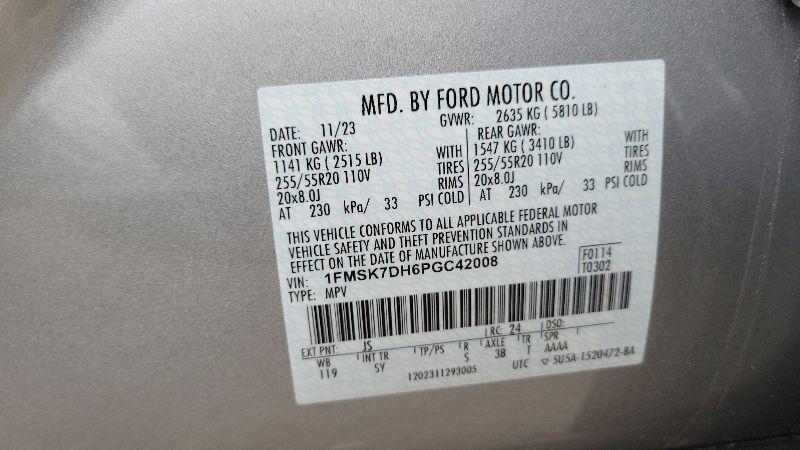 MFD. BY FORD MOTOR CO.
DATE: 11/23 GVWR: 2635 KG ( 5810 LB)
FRONT GAWR: REAR GAWR:
1141 KG ( 2515 LB) WITH 1547 KG ( 3410 LB) WITH
255/55R20 110V TIRES 255/55R20 110V TIRES
20x8.0J RIMS 20x8.0J RIMS
AT 230 kPa/ 33 PSI COLD AT 230 kPa/ 33 PSI COLD
THIS VEHICLE CONFORMS TO ALL APPLICABLE FEDERAL MOTOR
VEHICLE SAFETY AND THEFT PREVENTION STANDARDS IN
EFFECT ON THE DATE OF MANUFACTURE SHOWN ABOVE.
VIN: 1FMSK7DH6PGC42008 F0114
TYPE: MPV T0302
EXT PNT: JS RC: 24 DSO:
WB INT TR TP/PS R AXLE TR SPR
119 SY S 3B T AAAA
1202311293005 UTC ▽ 5U5A-1520472-BA